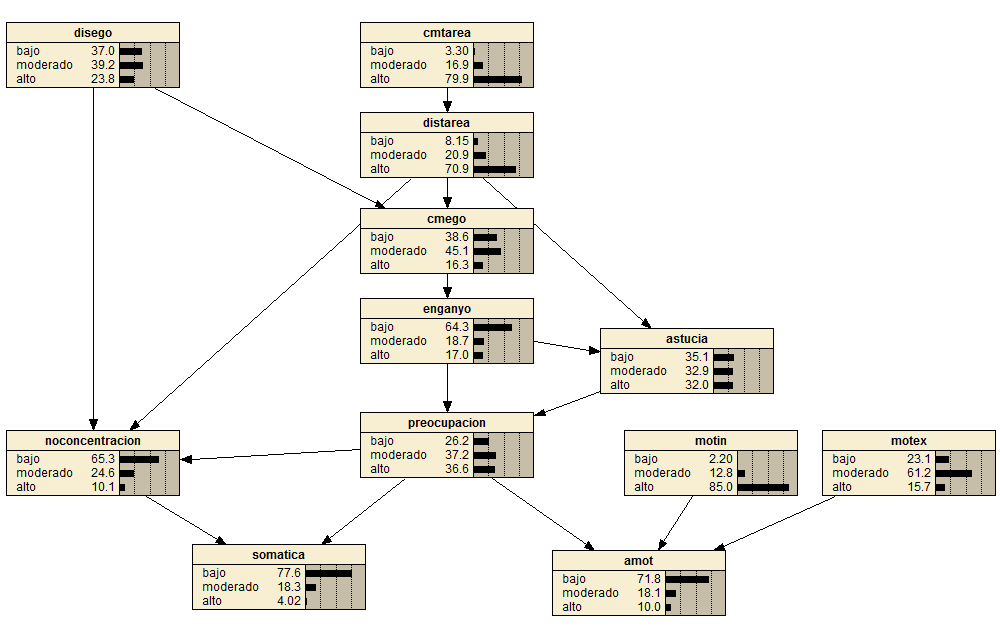 disego
bajo 37.0
moderado 39.2
alto 23.8
cmtarea
bajo 3.30
moderado 16.9
alto 79.9
distarea
bajo 8.15
moderado 20.9
alto 70.9
cmego
bajo 38.6
moderado 45.1
alto 16.3
enganyo
bajo 64.3
moderado 18.7
alto 17.0
astucia
bajo 35.1
moderado 32.9
alto 32.0
preocupacion
bajo 26.2
moderado 37.2
alto 36.6
noconcentracion
bajo 65.3
moderado 24.6
alto 10.1
motin
bajo 2.20
moderado 12.8
alto 85.0
motex
bajo 23.1
moderado 61.2
alto 15.7
somatica
bajo 77.6
moderado 18.3
alto 4.02
amot
bajo 71.8
moderado 18.1
alto 10.0